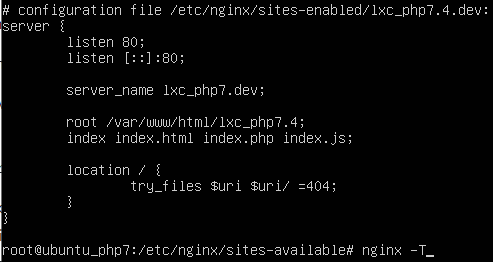 # configuration file /etc/nginx/sites-enabled/lxc_php7.4.dev:
server {
listen 80;
listen [::]:80;
server_name lxc_php7.dev;
root /var/www/html/lxc_php7.4;
index index.html index.php index.js;
location / {
try_files $uri $uri/ =404;
}
}
root@ubuntu_php7:/etc/nginx/sites-available# nginx -T_